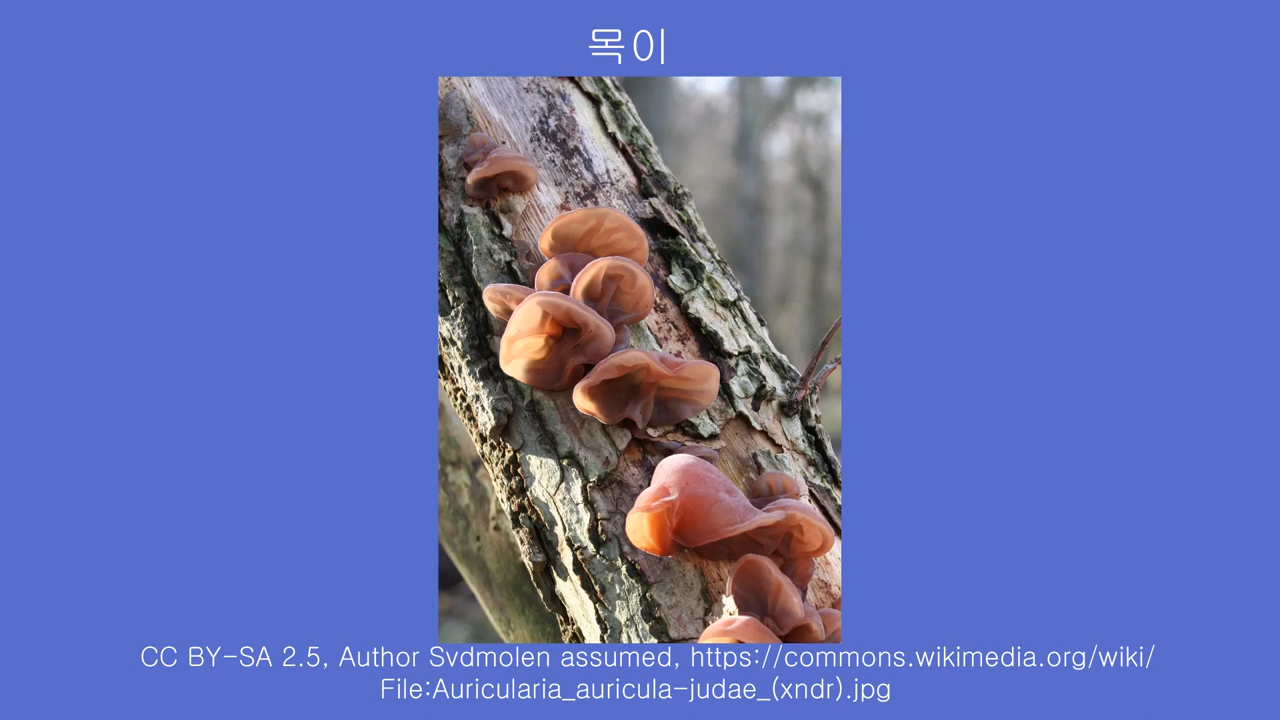 목이
CC BY-SA 2.5, Author Svdmolen assumed, https://commons.wikimedia.org/wiki/
File:Auricularia_auricula-judae_(xndr).jpg